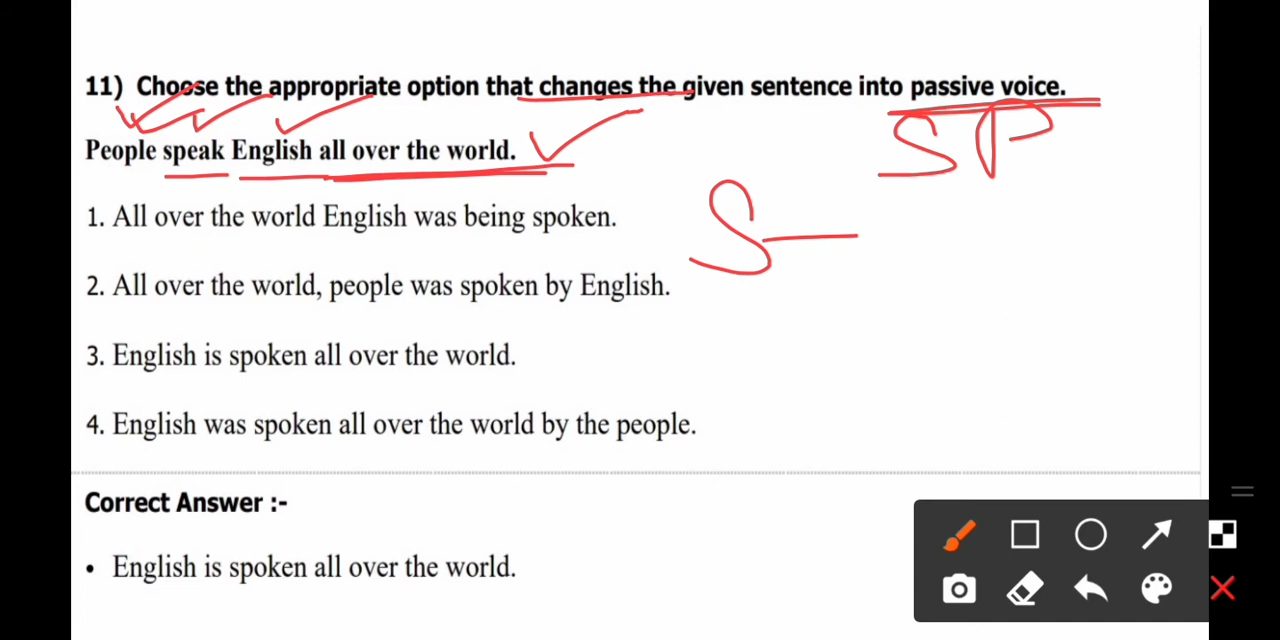 11) Choose the appropriate option that changes the given sentence into passive voice.
SP
People speak English all over the world.
S
1. All over the world English was being spoken.
2. All over the world, people was spoken by English.
3. English is spoken all over the world.
4. English was spoken all over the world by the people.
Correct Answer :-
• English is spoken all over the world.